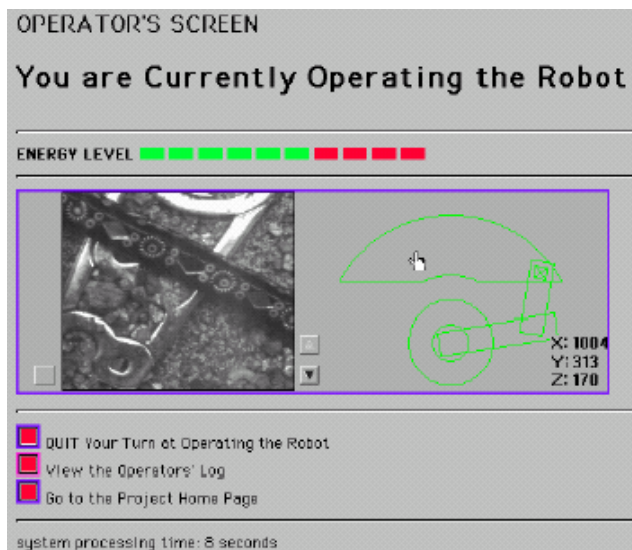 OPERATOR'S SCREEN
You are Currently Operating the Robot
ENERGY LEVEL
X: 1004
Y: 313
Z: 170
QUIT Your Turn at Operating the Robot
View the Operators' Log
Go to the Project Home Page
system processing time: 8 seconds